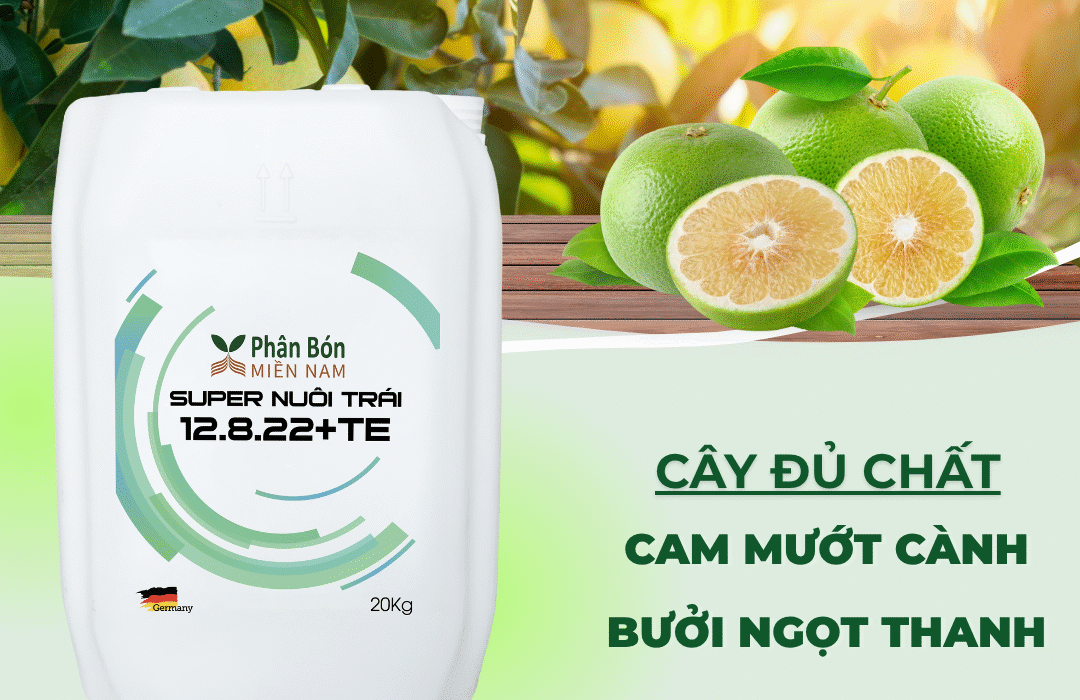 Phân Bón
MIỀN NAM
SUPER NUÔI TRÁI
12.8.22+TE
Germany
20Kg
CÂY ĐỦ CHẤT
CAM MƯỚT CÀNH
BƯỞI NGỌT THANH